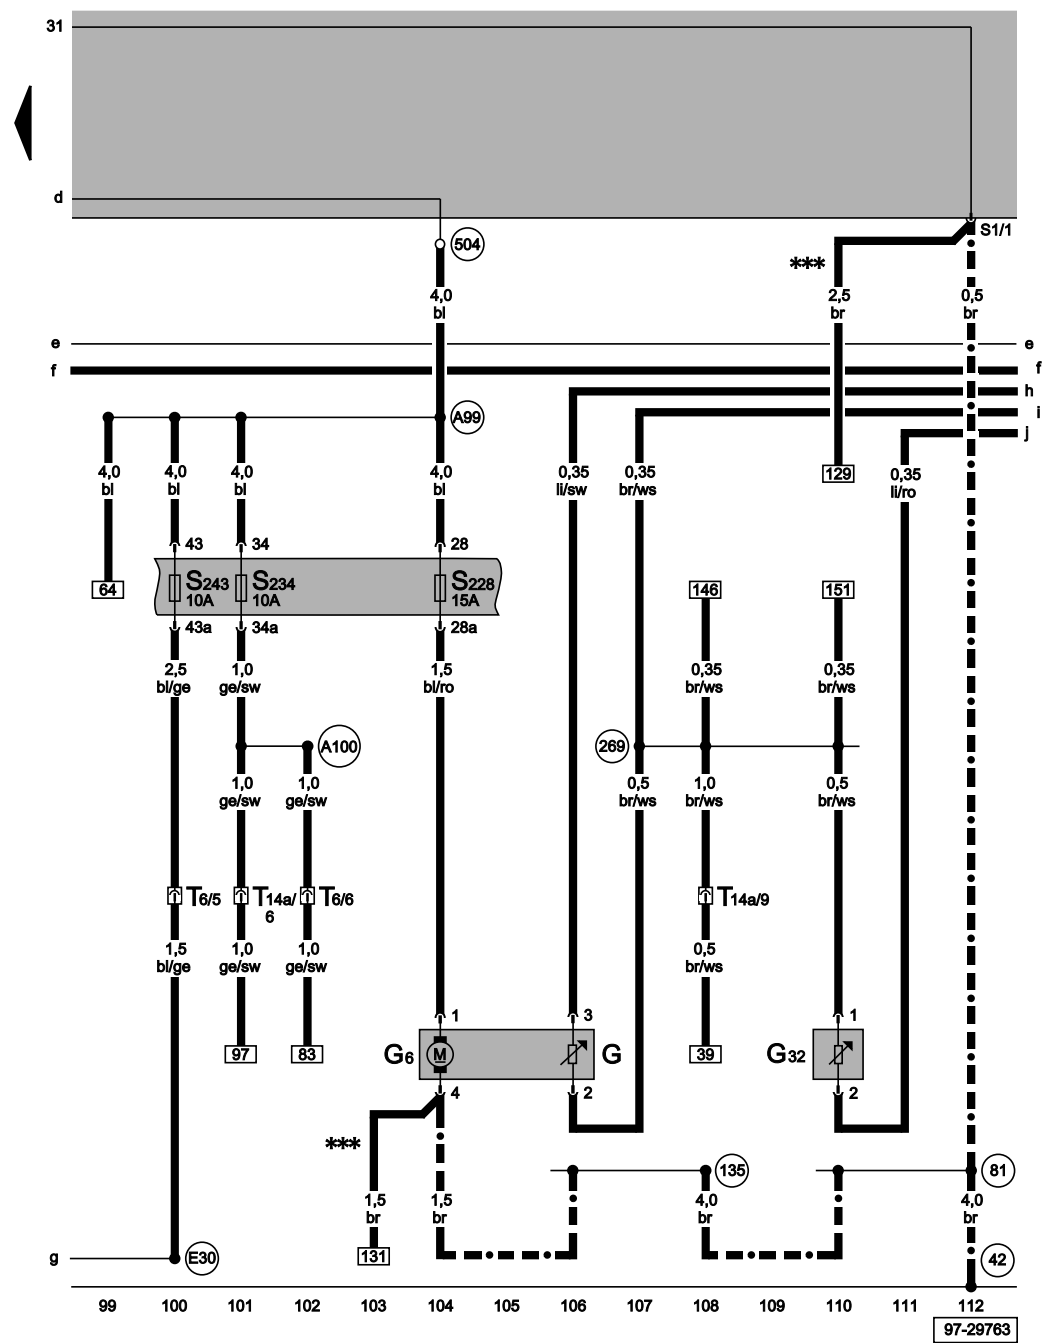 31
d
504
S1/1
***
4,0
bl
2,5
br
0,5
br
e
e
f
f
h
i
j
A99
4,0
bl
4,0
bl
4,0
bl
4,0
bl
0,35
li/sw
0,35
br/ws
129
0,35
li/ro
43
34
28
64
S243
10A
S234
10A
S228
15A
146
151
43a
34a
28a
2,5
bl/ge
1,0
ge/sw
1,5
bl/ro
0,35
br/ws
0,35
br/ws
A100
269
1,0
ge/sw
1,0
ge/sw
0,5
br/ws
1,0
br/ws
0,5
br/ws
T6/5
T14a/
6
T6/6
T14a/9
1,5
bl/ge
1,0
ge/sw
1,0
ge/sw
0,5
br/ws
1
3
1
97
83
G6
M
G
39
G32
4
2
2
***
135
81
1,5
br
1,5
br
4,0
br
4,0
br
g
E30
131
42
99 100 101 102 103 104 105 106 107 108 109 110 111 112
97-29763